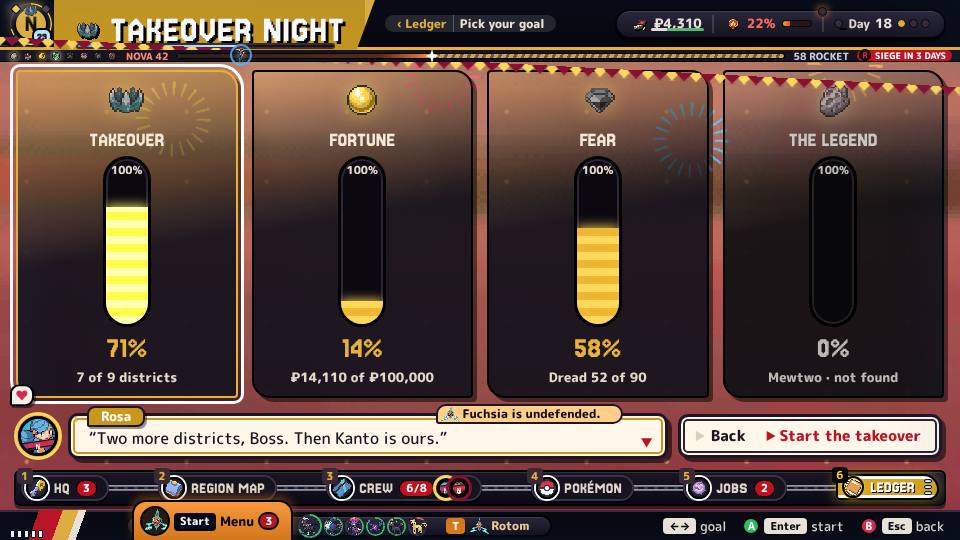 TAKEOVER NIGHT
‹ Ledger | Pick your goal
₽4,310
22%
Day 18
NOVA 42
58 ROCKET
R SIEGE IN 3 DAYS
TAKEOVER
100%
71%
7 of 9 districts
FORTUNE
100%
14%
₽14,110 of ₽100,000
FEAR
100%
58%
Dread 52 of 90
THE LEGEND
100%
0%
Mewtwo · not found
Rosa
Fuchsia is undefended.
“Two more districts, Boss. Then Kanto is ours.”
Back
Start the takeover
1 HQ 3
2 REGION MAP
3 CREW 6/8
4 POKÉMON
5 JOBS 2
6 LEDGER
Start Menu 3
T Rotom
←→ goal
A Enter start
B Esc back